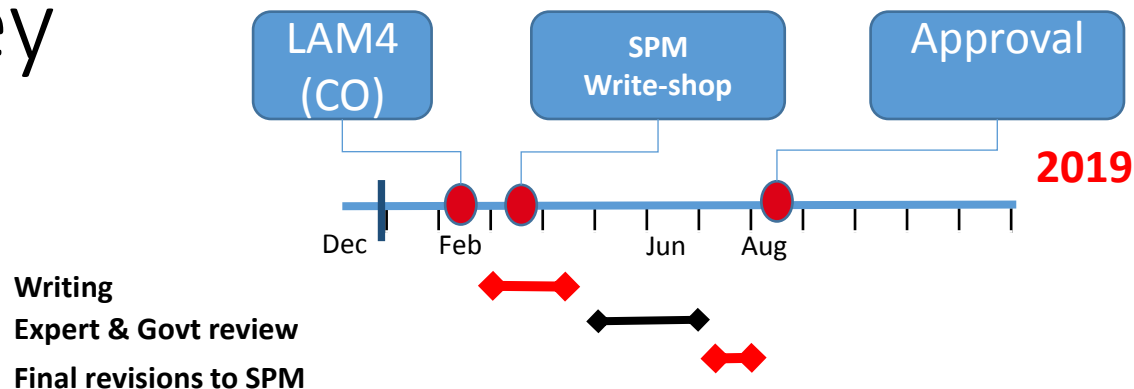 ey
LAM4
(CO)
SPM
Write-shop
Approval
2019
Dec
Feb
Jun
Aug
Writing
Expert & Govt review
Final revisions to SPM